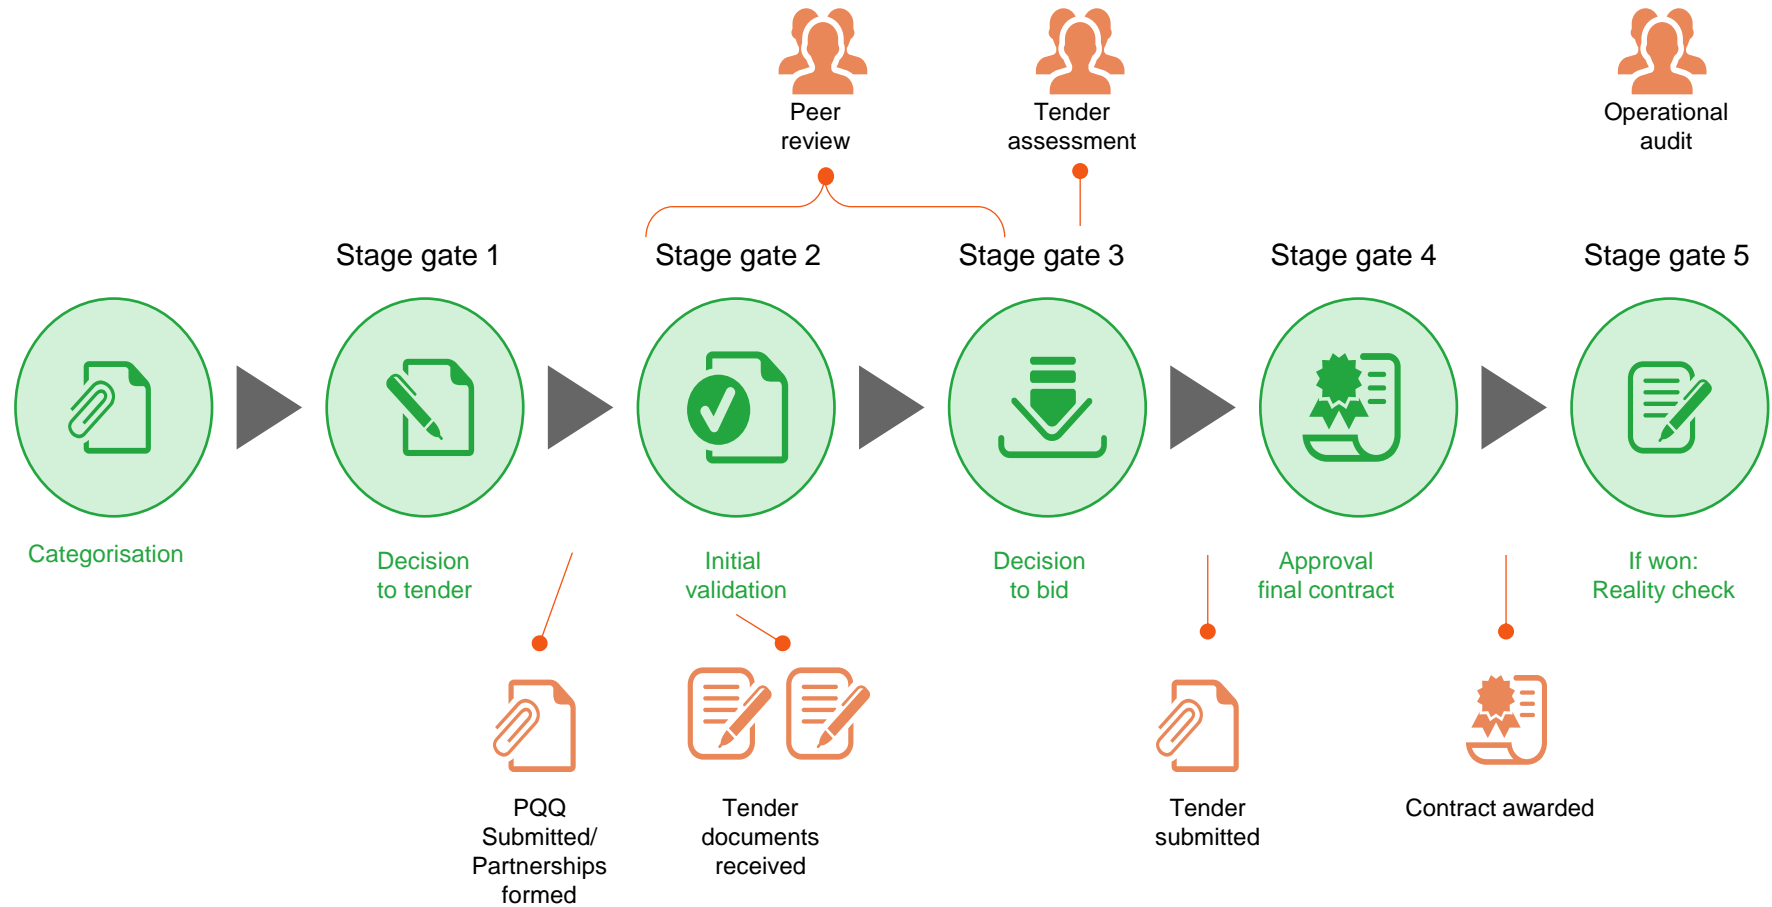 Peer
review
Tender
assessment
Operational
audit
Stage gate 1
Stage gate 2
Stage gate 3
Stage gate 4
Stage gate 5
Categorisation
Decision
to tender
Initial
validation
Decision
to bid
Approval
final contract
If won:
Reality check
PQQ
Submitted/
Partnerships
formed
Tender
documents
received
Tender
submitted
Contract awarded